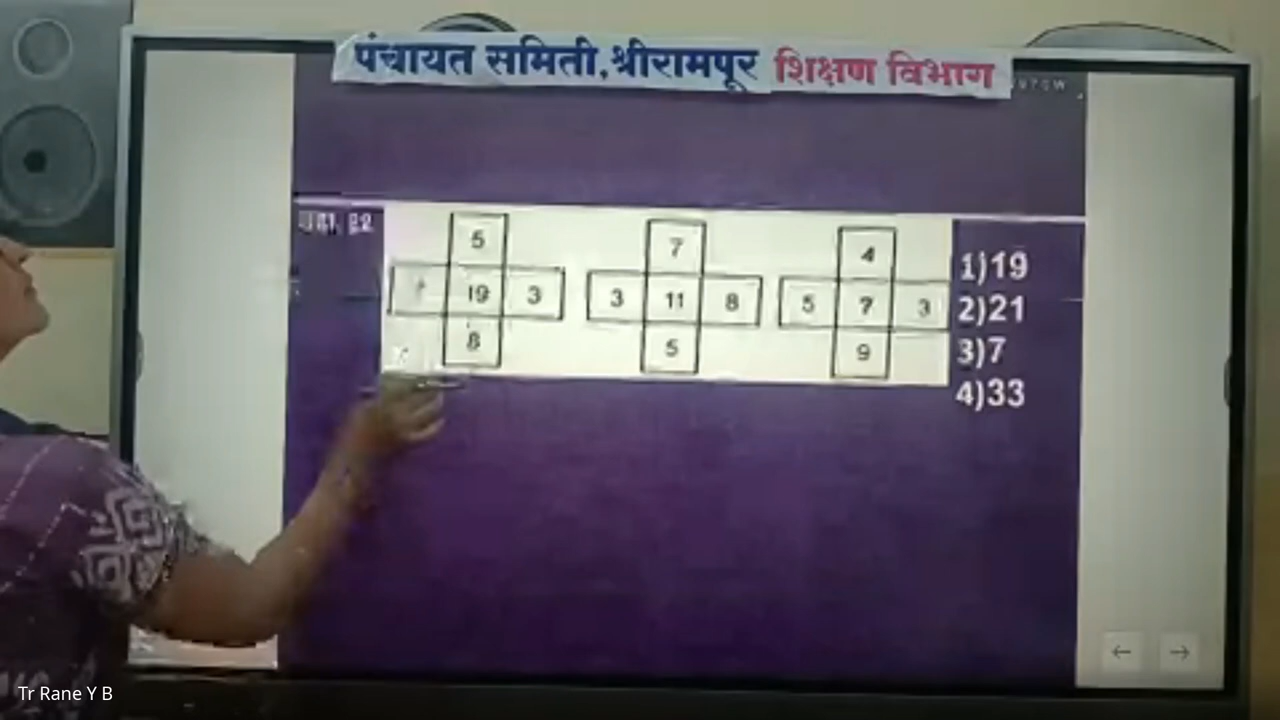 पंचायत समिती,श्रीरामपूर शिक्षण विभाग
5 7 4
19 3 3 11 8 5 ? 3
8 5 9
1)19
2)21
3)7
4)33
← →
Tr Rane Y B